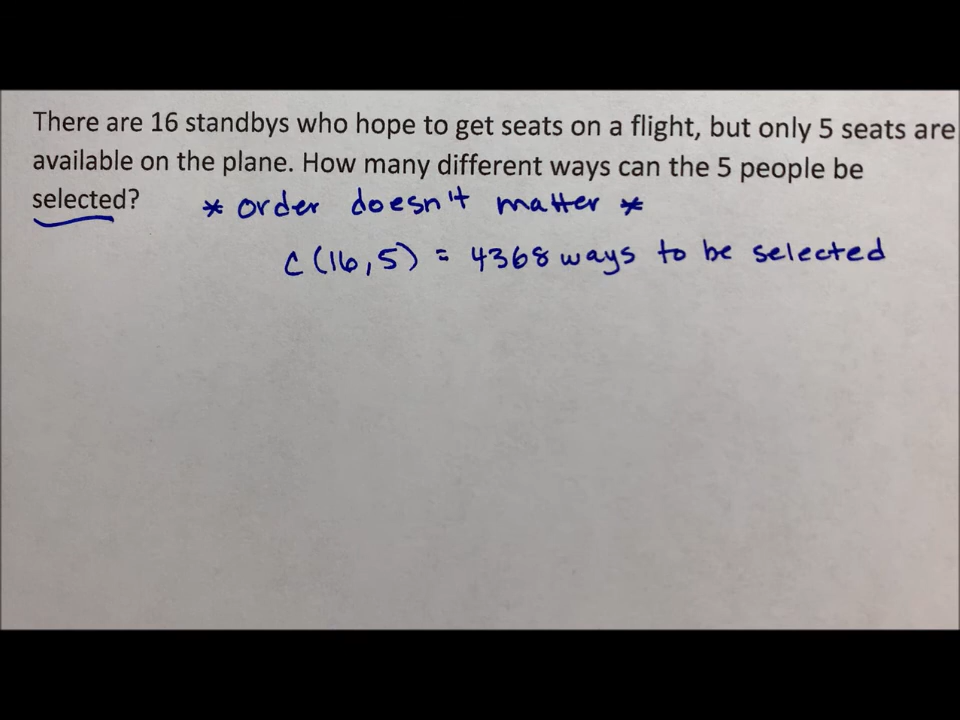 There are 16 standbys who hope to get seats on a flight, but only 5 seats are
available on the plane. How many different ways can the 5 people be
selected? * order doesn't matter *
C(16,5) = 4368 ways to be selected